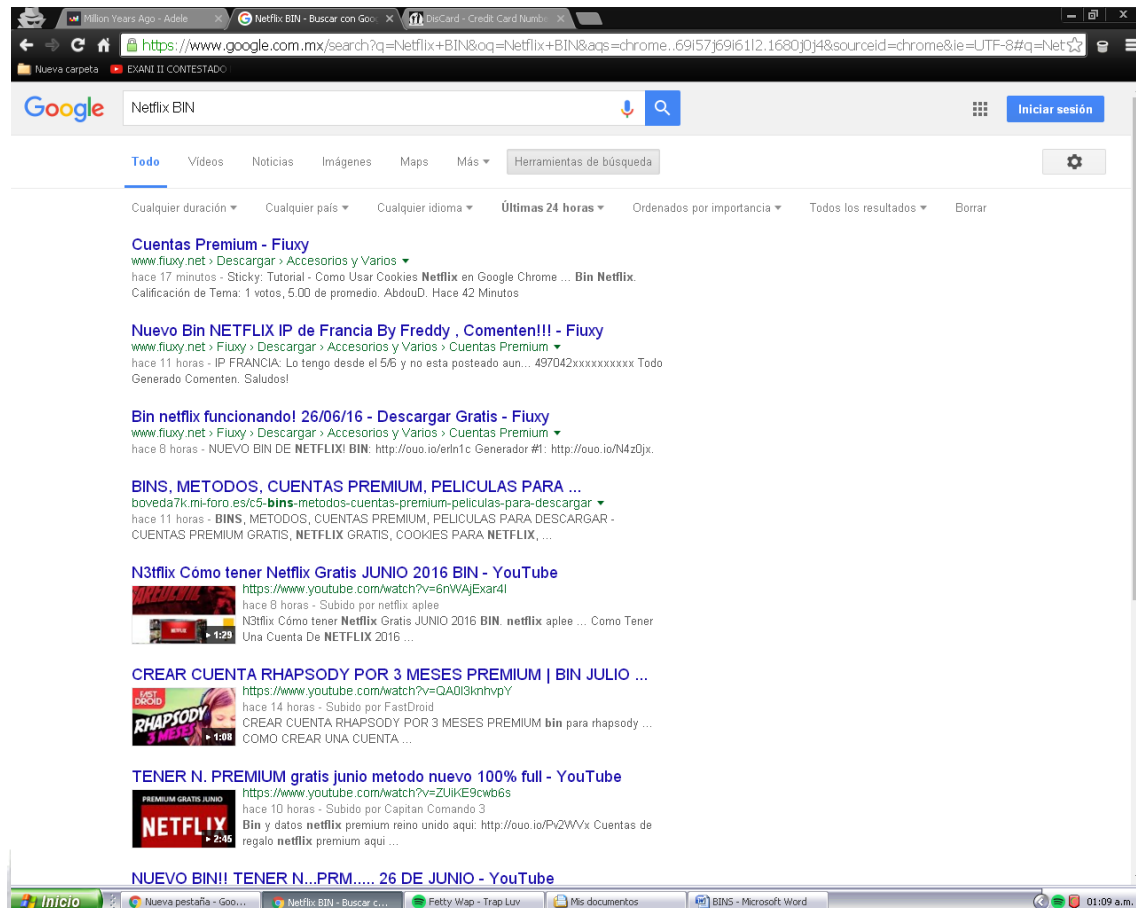 Million Years Ago - Adele
Netflix BIN - Buscar con Goo
DisCard - Credit Card Numbe
https://www.google.com.mx/search?q=Netflix+BIN&oq=Netflix+BIN&aqs=chrome..69i57j69i61l2.1680j0j4&sourceid=chrome&ie=UTF-8#q=Net
Nueva carpeta
EXANI II CONTESTADO
Google
Netflix BIN
Iniciar sesión
Todo Vídeos Noticias Imágenes Maps Más Herramientas de búsqueda
Cualquier duración Cualquier país Cualquier idioma Últimas 24 horas Ordenados por importancia Todos los resultados Borrar
Cuentas Premium - Fiuxy
www.fiuxy.net › Descargar › Accesorios y Varios
hace 17 minutos - Sticky: Tutorial - Como Usar Cookies Netflix en Google Chrome ... Bin Netflix.
Calificación de Tema: 1 votos, 5.00 de promedio. AbdouD. Hace 42 Minutos
Nuevo Bin NETFLIX IP de Francia By Freddy , Comenten!!! - Fiuxy
www.fiuxy.net › Fiuxy › Descargar › Accesorios y Varios › Cuentas Premium
hace 11 horas - IP FRANCIA: Lo tengo desde el 5/6 y no esta posteado aun... 497042xxxxxxxxxx Todo
Generado Comenten. Saludos!
Bin netflix funcionando! 26/06/16 - Descargar Gratis - Fiuxy
www.fiuxy.net › Fiuxy › Descargar › Accesorios y Varios › Cuentas Premium
hace 8 horas - NUEVO BIN DE NETFLIX! BIN: http://ouo.io/erln1c Generador #1: http://ouo.io/N4z0jx.
BINS, METODOS, CUENTAS PREMIUM, PELICULAS PARA ...
boveda7k.mi-foro.es/c5-bins-metodos-cuentas-premium-peliculas-para-descargar
hace 11 horas - BINS, METODOS, CUENTAS PREMIUM, PELICULAS PARA DESCARGAR -
CUENTAS PREMIUM GRATIS, NETFLIX GRATIS, COOKIES PARA NETFLIX, ...
N3tflix Cómo tener Netflix Gratis JUNIO 2016 BIN - YouTube
https://www.youtube.com/watch?v=6nWAjExar4I
hace 8 horas - Subido por netflix aplee
N3tflix Cómo tener Netflix Gratis JUNIO 2016 BIN. netflix aplee ... Como Tener
Una Cuenta De NETFLIX 2016 ...
1:29
CREAR CUENTA RHAPSODY POR 3 MESES PREMIUM | BIN JULIO ...
https://www.youtube.com/watch?v=QA0I3knhvpY
hace 14 horas - Subido por FastDroid
CREAR CUENTA RHAPSODY POR 3 MESES PREMIUM bin para rhapsody ...
COMO CREAR UNA CUENTA ...
FAST DROID
RHAPSODY
3 MESES
1:08
TENER N. PREMIUM gratis junio metodo nuevo 100% full - YouTube
https://www.youtube.com/watch?v=ZUiKE9cwb6s
hace 10 horas - Subido por Capitan Comando 3
Bin y datos netflix premium reino unido aqui: http://ouo.io/Pv2WVx Cuentas de
regalo netflix premium aqui ...
PREMIUM GRATIS JUNIO
NETFLIX
2:45
NUEVO BIN!! TENER N...PRM..... 26 DE JUNIO - YouTube
Inicio
Nueva pestaña - Goo...
Netflix BIN - Buscar c...
Fetty Wap - Trap Luv
Mis documentos
BINS - Microsoft Word
01:09 a.m.